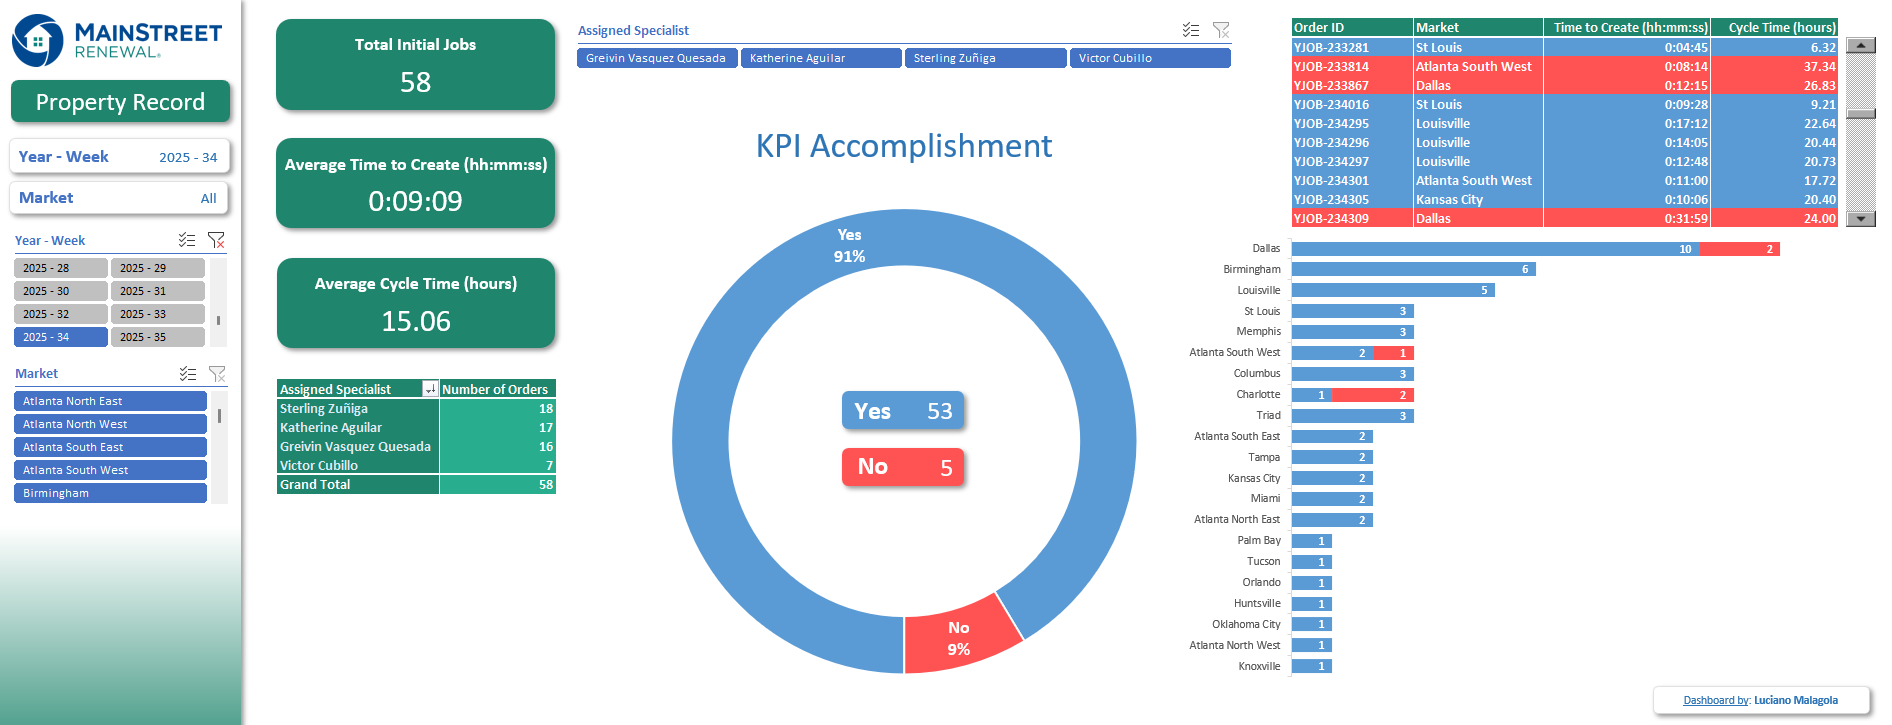 MAINSTREET
RENEWAL®
Property Record
Year - Week 2025 - 34
Market All
Year - Week
2025 - 28 2025 - 29
2025 - 30 2025 - 31
2025 - 32 2025 - 33
2025 - 34 2025 - 35
Market
Atlanta North East
Atlanta North West
Atlanta South East
Atlanta South West
Birmingham
Total Initial Jobs
58
Average Time to Create (hh:mm:ss)
0:09:09
Average Cycle Time (hours)
15.06
Assigned Specialist Number of Orders
Sterling Zuñiga 18
Katherine Aguilar 17
Greivin Vasquez Quesada 16
Victor Cubillo 7
Grand Total 58
Assigned Specialist
Greivin Vasquez Quesada Katherine Aguilar Sterling Zuñiga Victor Cubillo
KPI Accomplishment
Yes
91%
Yes 53
No 5
No
9%
Order ID Market Time to Create (hh:mm:ss) Cycle Time (hours)
YJOB-233281 St Louis 0:04:45 6.32
YJOB-233814 Atlanta South West 0:08:14 37.34
YJOB-233867 Dallas 0:12:15 26.83
YJOB-234016 St Louis 0:09:28 9.21
YJOB-234295 Louisville 0:17:12 22.64
YJOB-234296 Louisville 0:14:05 20.44
YJOB-234297 Louisville 0:12:48 20.73
YJOB-234301 Atlanta South West 0:11:00 17.72
YJOB-234305 Kansas City 0:10:06 20.40
YJOB-234309 Dallas 0:31:59 24.00
Dallas 10 2
Birmingham 6
Louisville 5
St Louis 3
Memphis 3
Atlanta South West 2 1
Columbus 3
Charlotte 1 2
Triad 3
Atlanta South East 2
Tampa 2
Kansas City 2
Miami 2
Atlanta North East 2
Palm Bay 1
Tucson 1
Orlando 1
Huntsville 1
Oklahoma City 1
Atlanta North West 1
Knoxville 1
Dashboard by: Luciano Malagola